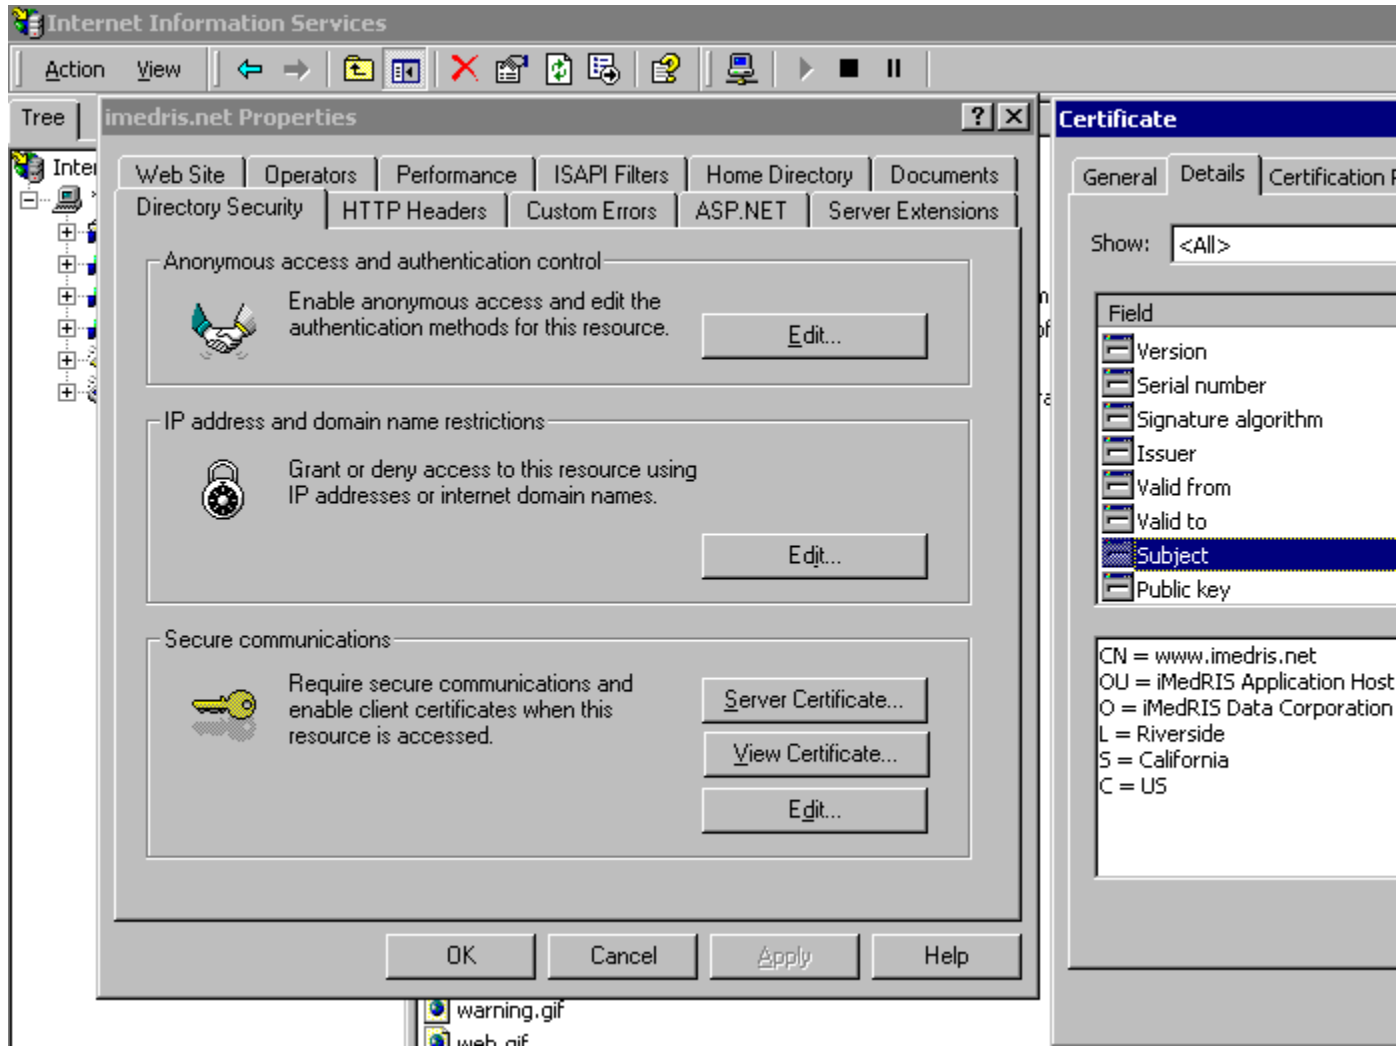 Internet Information Services
Action View
Tree
imedris.net Properties
Web Site Operators Performance ISAPI Filters Home Directory Documents
Directory Security HTTP Headers Custom Errors ASP.NET Server Extensions
Anonymous access and authentication control
Enable anonymous access and edit the
authentication methods for this resource.
Edit...
IP address and domain name restrictions
Grant or deny access to this resource using
IP addresses or internet domain names.
Edit...
Secure communications
Require secure communications and
enable client certificates when this
resource is accessed.
Server Certificate...
View Certificate...
Edit...
OK Cancel Apply Help
warning.gif
web.gif
Certificate
General Details Certification
Show: <All>
Field
Version
Serial number
Signature algorithm
Issuer
Valid from
Valid to
Subject
Public key
CN = www.imedris.net
OU = iMedRIS Application Host
O = iMedRIS Data Corporation
L = Riverside
S = California
C = US